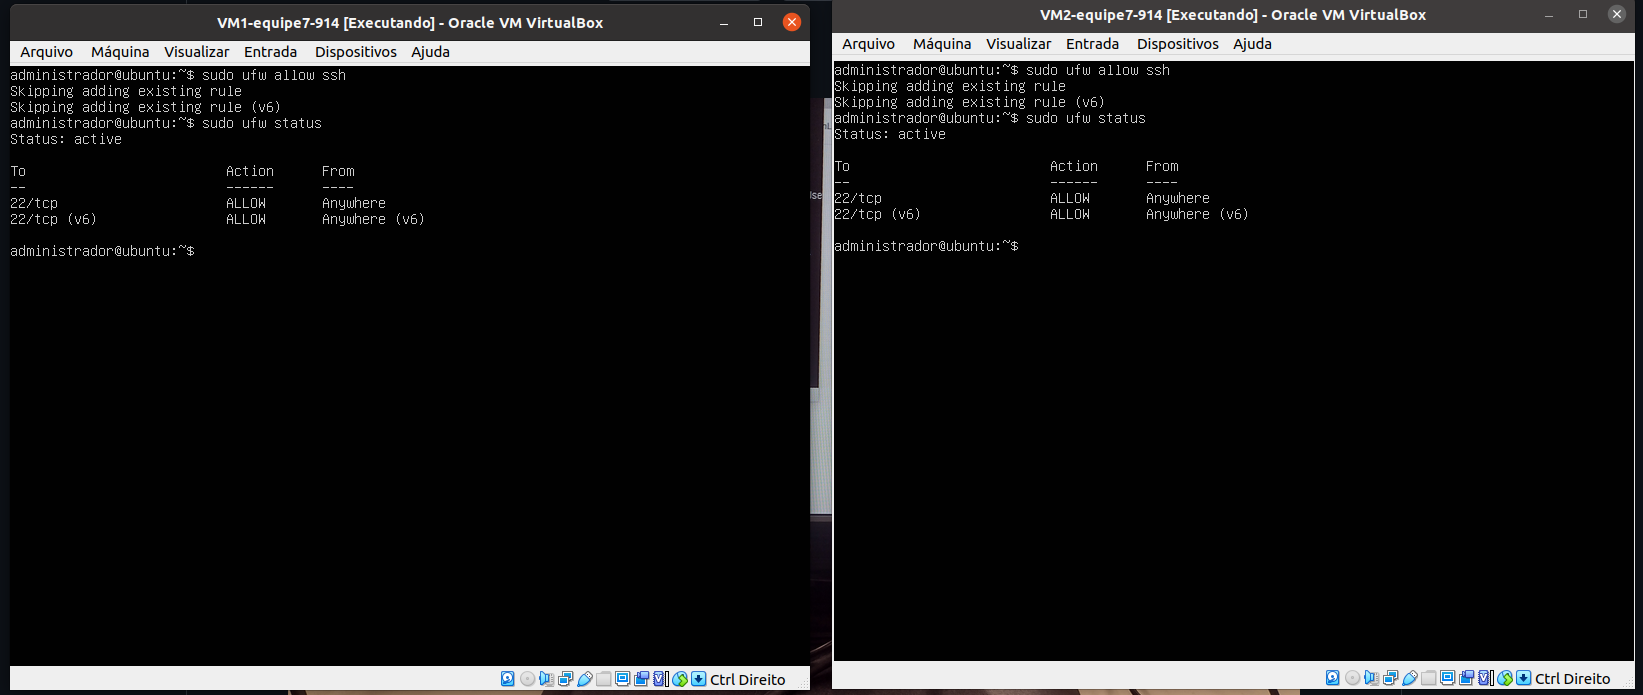 VM1-equipe7-914 [Executando] - Oracle VM VirtualBox
Arquivo Máquina Visualizar Entrada Dispositivos Ajuda
administrador@ubuntu:~$ sudo ufw allow ssh
Skipping adding existing rule
Skipping adding existing rule (v6)
administrador@ubuntu:~$ sudo ufw status
Status: active
To Action From
-- ------ ----
22/tcp ALLOW Anywhere
22/tcp (v6) ALLOW Anywhere (v6)
administrador@ubuntu:~$
Ctrl Direito
VM2-equipe7-914 [Executando] - Oracle VM VirtualBox
Arquivo Máquina Visualizar Entrada Dispositivos Ajuda
administrador@ubuntu:~$ sudo ufw allow ssh
Skipping adding existing rule
Skipping adding existing rule (v6)
administrador@ubuntu:~$ sudo ufw status
Status: active
To Action From
-- ------ ----
22/tcp ALLOW Anywhere
22/tcp (v6) ALLOW Anywhere (v6)
administrador@ubuntu:~$
Ctrl Direito